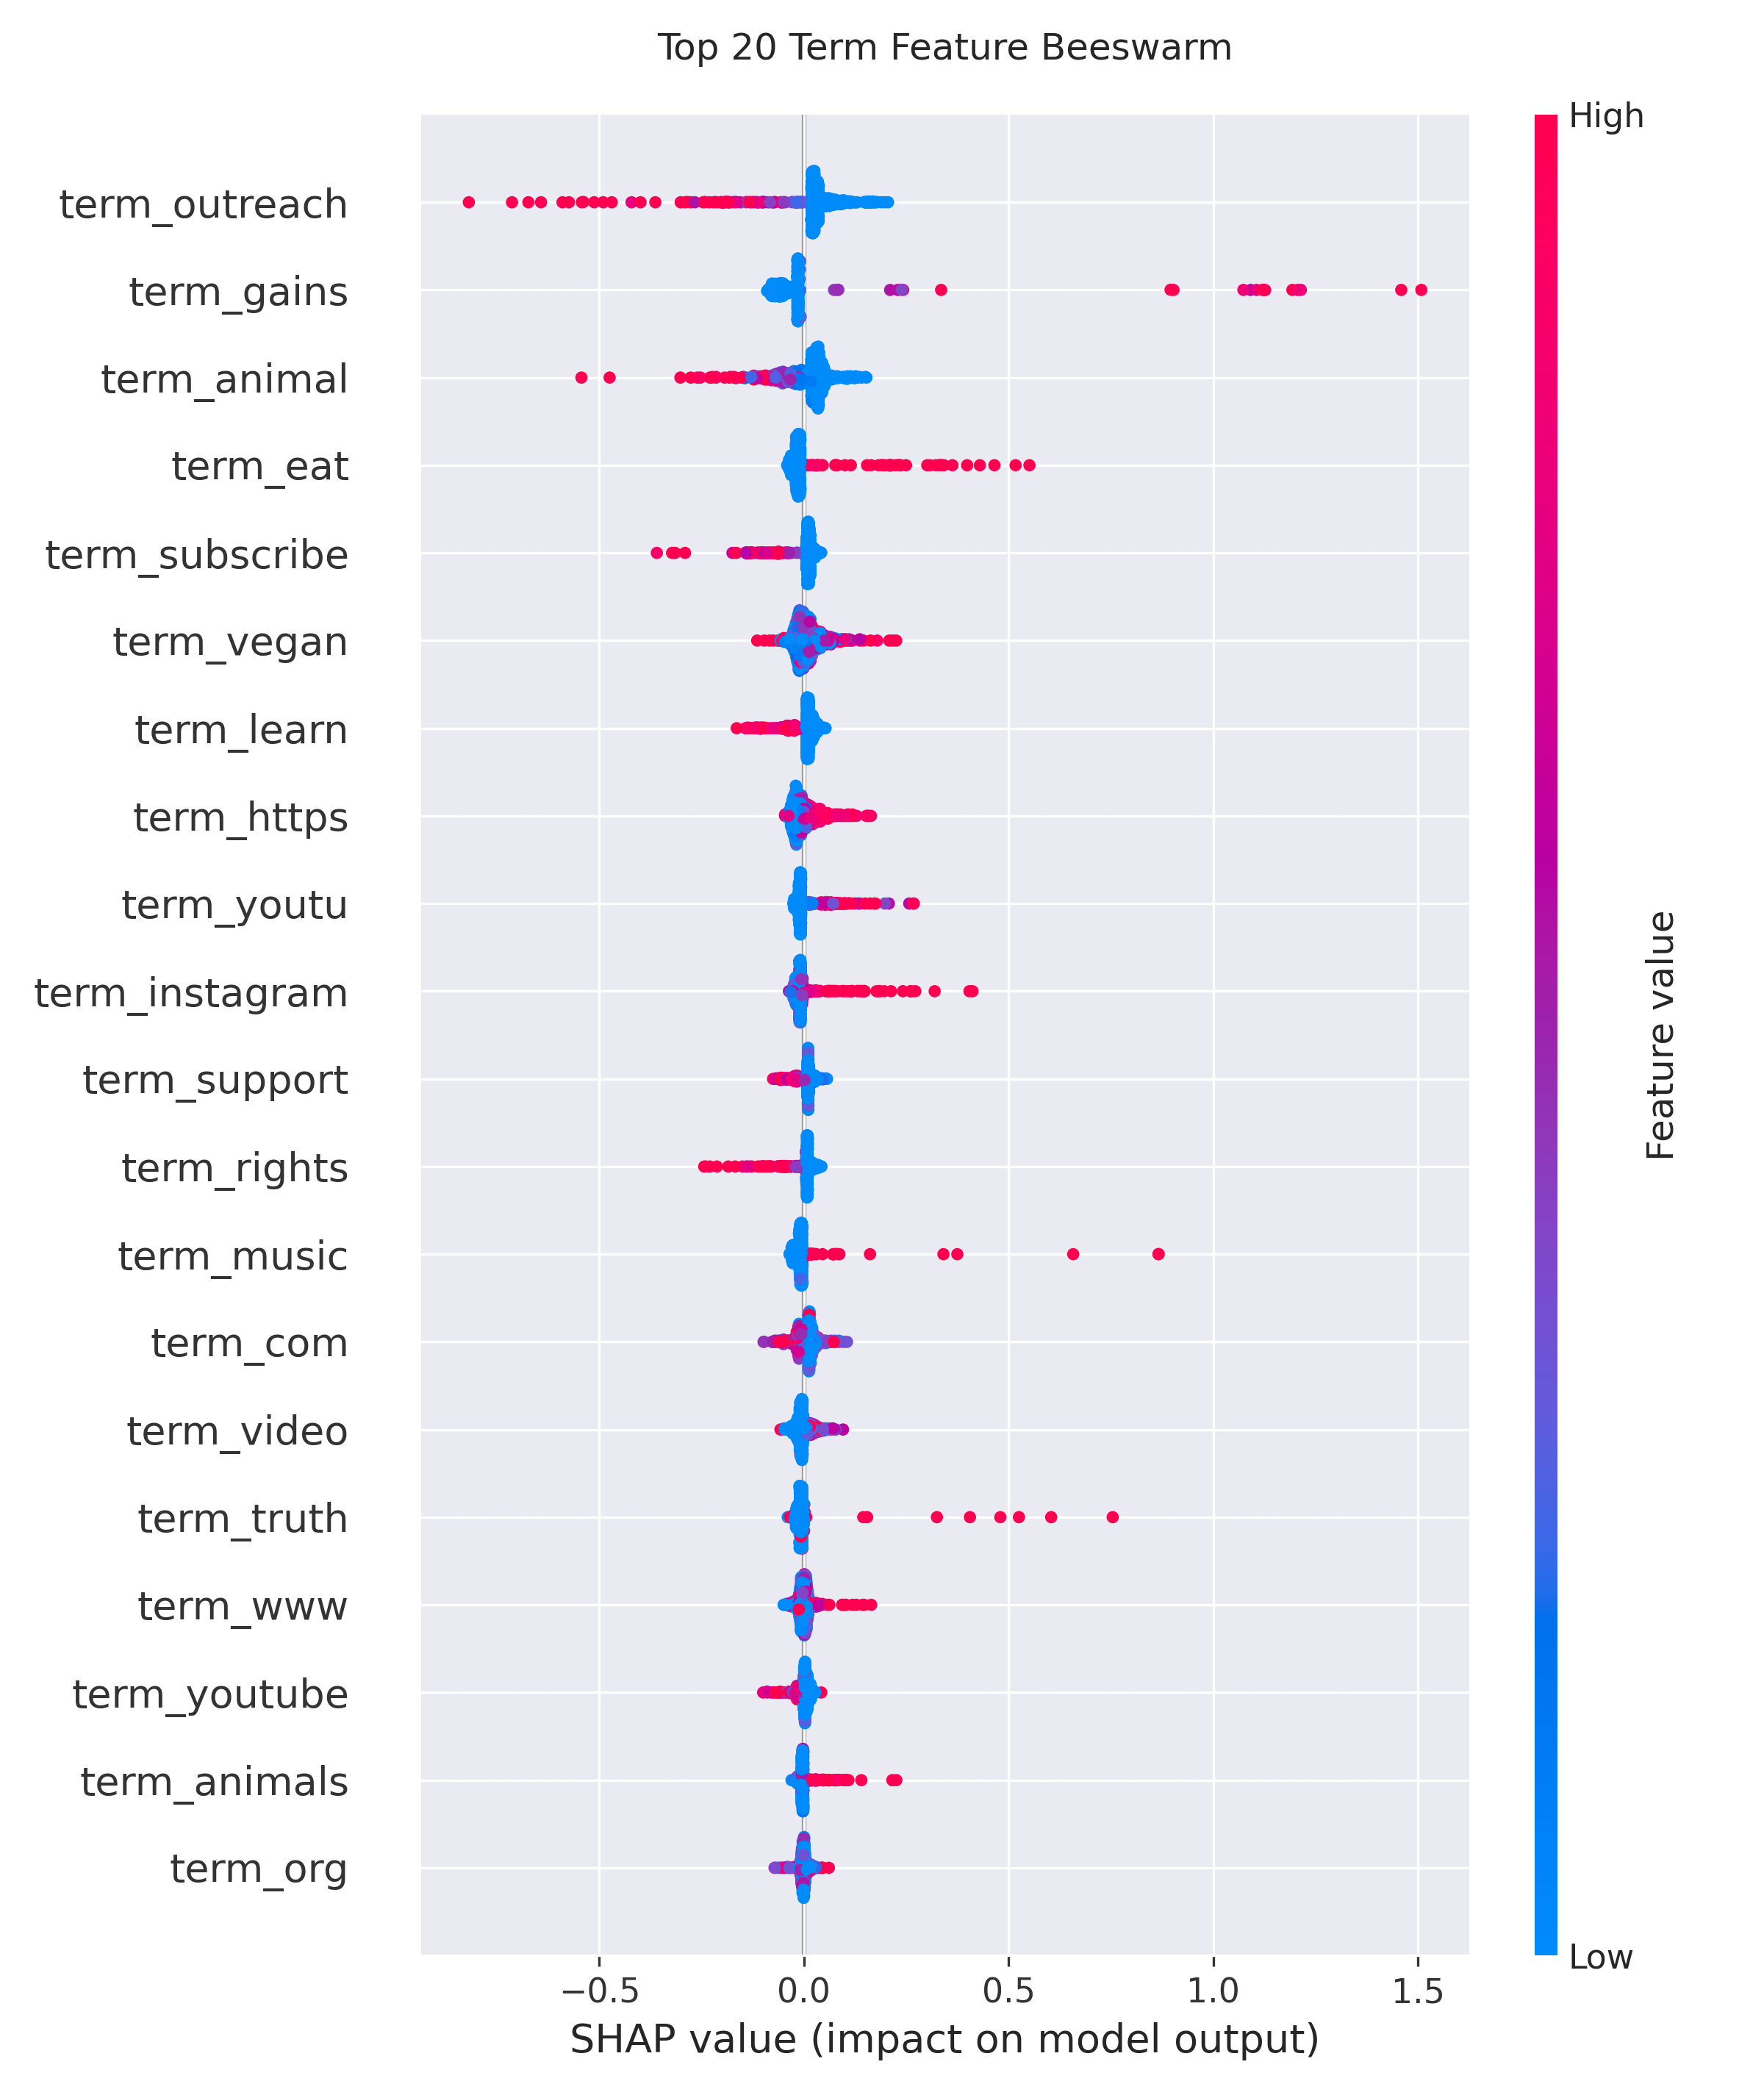 Top 20 Term Feature Beeswarm
High
term_outreach
term_gains
term_animal
term_eat
term_subscribe
term_vegan
term_learn
term_https
term_youtu
term_instagram
term_support
term_rights
term_music
term_com
term_video
term_truth
term_www
term_youtube
term_animals
term_org
Feature value
Low
−0.5 0.0 0.5 1.0 1.5
SHAP value (impact on model output)